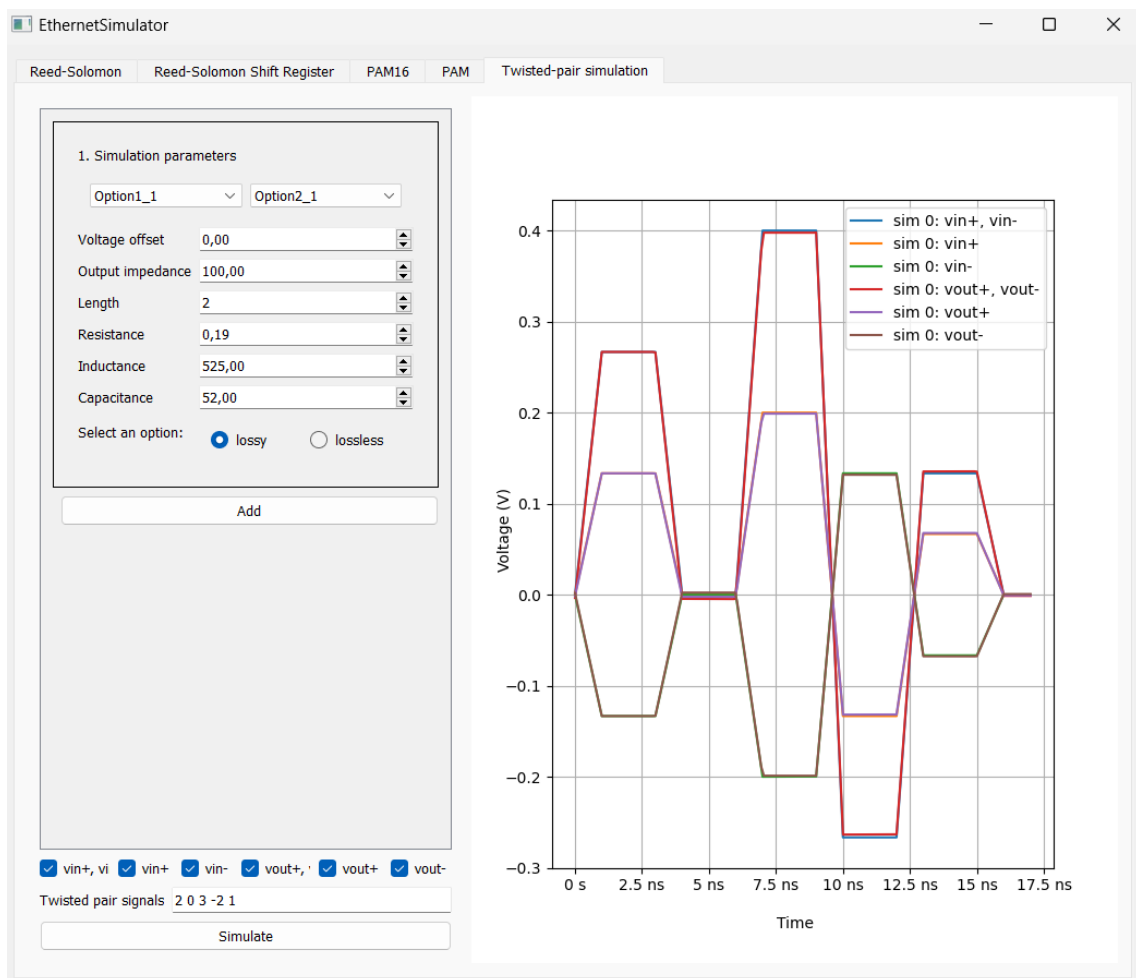 EthernetSimulator
Reed-Solomon Reed-Solomon Shift Register PAM16 PAM Twisted-pair simulation
1. Simulation parameters
Option1_1 Option2_1
Voltage offset 0,00
Output impedance 100,00
Length 2
Resistance 0,19
Inductance 525,00
Capacitance 52,00
Select an option: lossy lossless
Add
vin+, vi vin+ vin- vout+, ' vout+ vout-
Twisted pair signals 2 0 3 -2 1
Simulate
sim 0: vin+, vin-
sim 0: vin+
sim 0: vin-
sim 0: vout+, vout-
sim 0: vout+
sim 0: vout-
Voltage (V)
0.4
0.3
0.2
0.1
0.0
−0.1
−0.2
−0.3
0 s 2.5 ns 5 ns 7.5 ns 10 ns 12.5 ns 15 ns 17.5 ns
Time